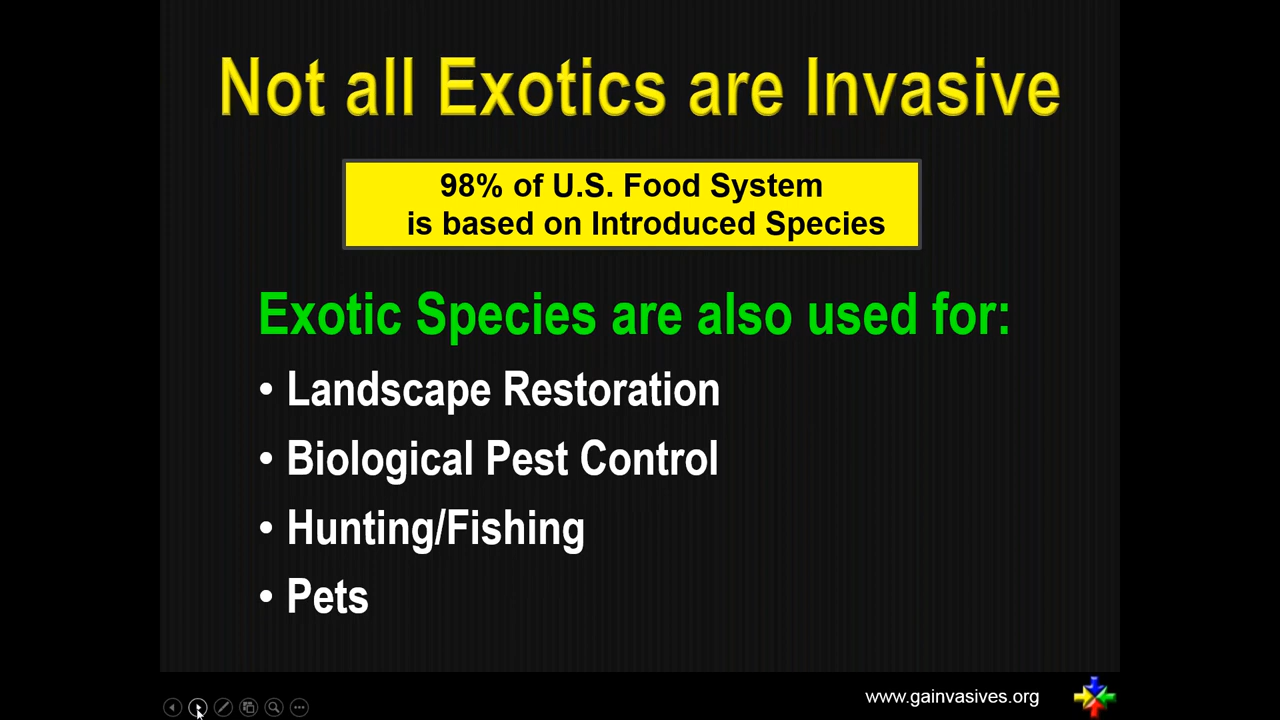 Not all Exotics are Invasive
98% of U.S. Food System
is based on Introduced Species
Exotic Species are also used for:
• Landscape Restoration
• Biological Pest Control
• Hunting/Fishing
• Pets
www.gainvasives.org